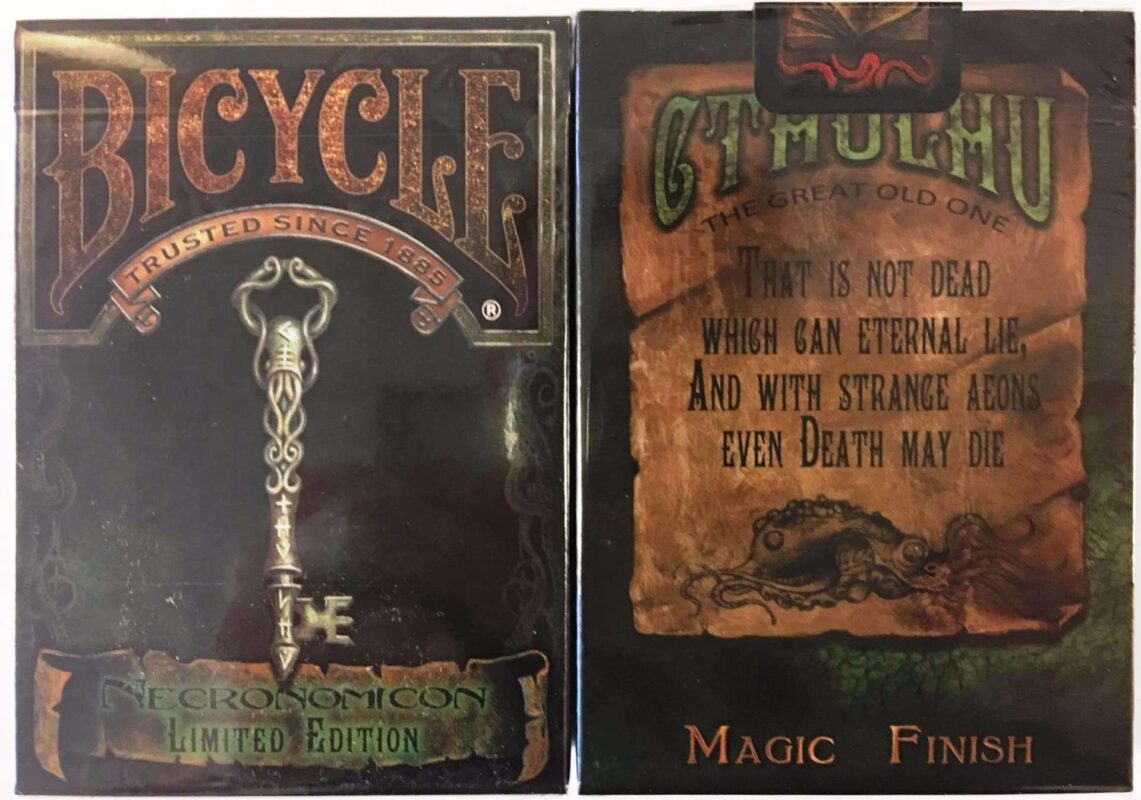 BICYCLE
TRUSTED SINCE 1885
®
NECRONOMICON
LIMITED EDITION
CTHULHU
THE GREAT OLD ONE
THAT IS NOT DEAD
WHICH CAN ETERNAL LIE,
AND WITH STRANGE AEONS
EVEN DEATH MAY DIE
MAGIC FINISH